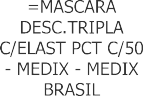 =MASCARA
DESC.TRIPLA
C/ELAST PCT C/50
- MEDIX - MEDIX
BRASIL